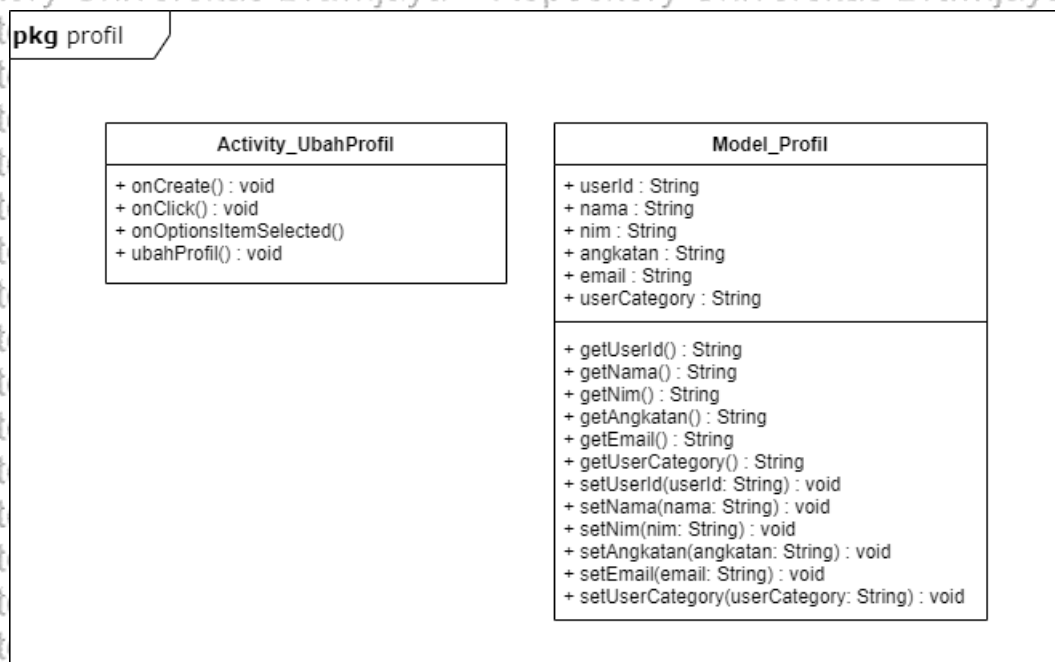 pkg profil
Activity_UbahProfil
+ onCreate() : void
+ onClick() : void
+ onOptionsItemSelected()
+ ubahProfil() : void
Model_Profil
+ userId : String
+ nama : String
+ nim : String
+ angkatan : String
+ email : String
+ userCategory : String
+ getUserId() : String
+ getNama() : String
+ getNim() : String
+ getAngkatan() : String
+ getEmail() : String
+ getUserCategory() : String
+ setUserId(userId: String) : void
+ setNama(nama: String) : void
+ setNim(nim: String) : void
+ setAngkatan(angkatan: String) : void
+ setEmail(email: String) : void
+ setUserCategory(userCategory: String) : void